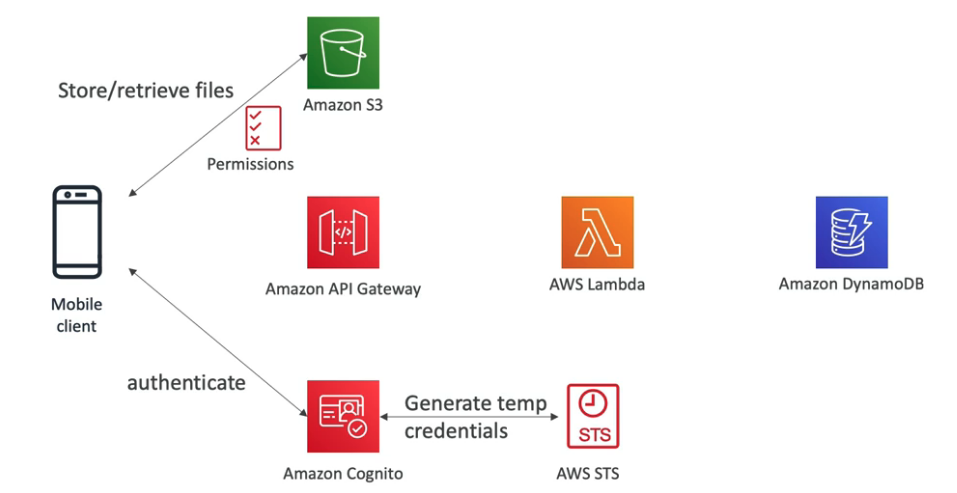 Store/retrieve files
Amazon S3
Permissions
Mobile
client
</>
Amazon API Gateway
AWS Lambda
Amazon DynamoDB
authenticate
Generate temp
credentials
STS
Amazon Cognito
AWS STS